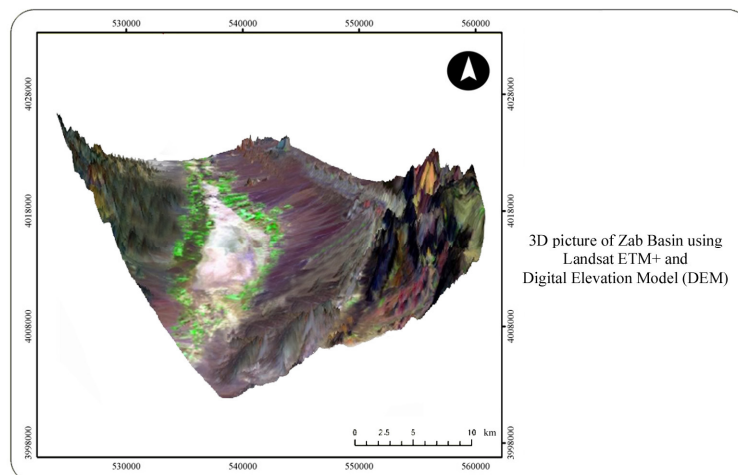 530000 540000 550000 560000
4028000 4028000
4018000 4018000
4008000 4008000
3998000 3998000
3D picture of Zab Basin using
Landsat ETM+ and
Digital Elevation Model (DEM)
0 2.5 5 10 km
530000 540000 550000 560000